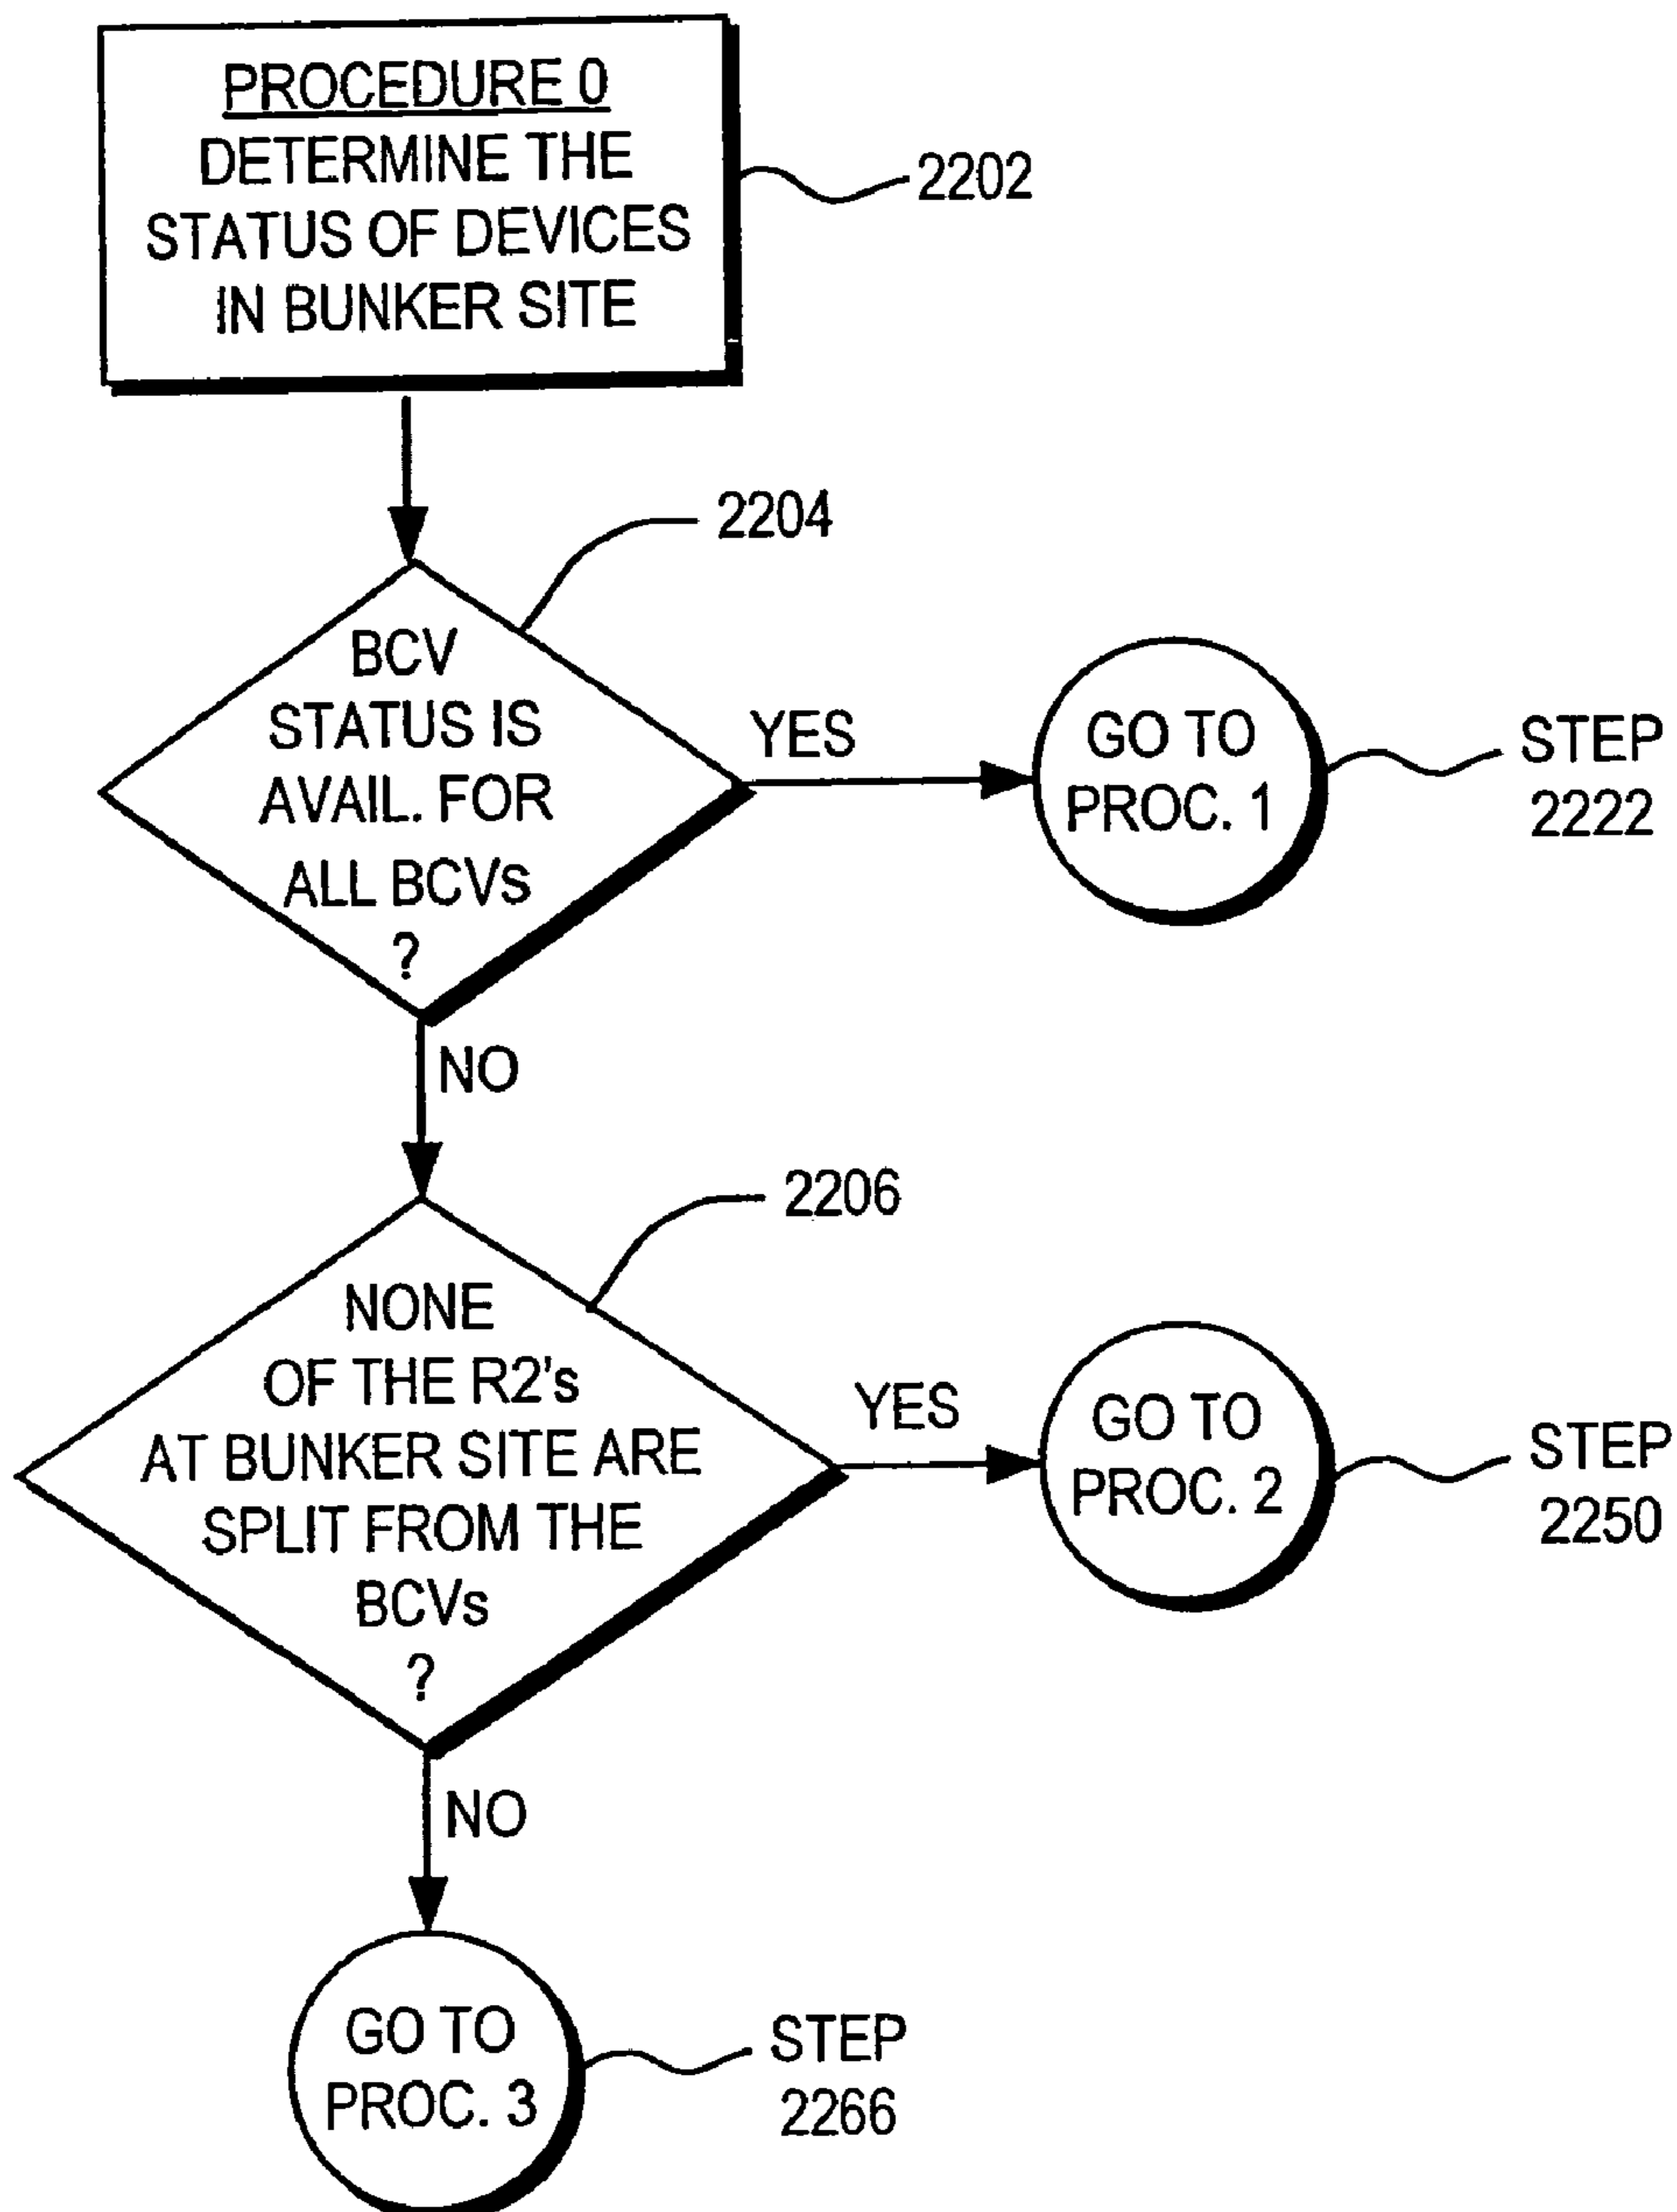 PROCEDURE 0
DETERMINE THE
STATUS OF DEVICES
IN BUNKER SITE
2202
2204
BCV
STATUS IS
AVAIL. FOR
ALL BCVs
?
YES
GO TO
PROC. 1
STEP
2222
NO
2206
NONE
OF THE R2's
AT BUNKER SITE ARE
SPLIT FROM THE
BCVs
?
YES
GO TO
PROC. 2
STEP
2250
NO
GO TO
PROC. 3
STEP
2266